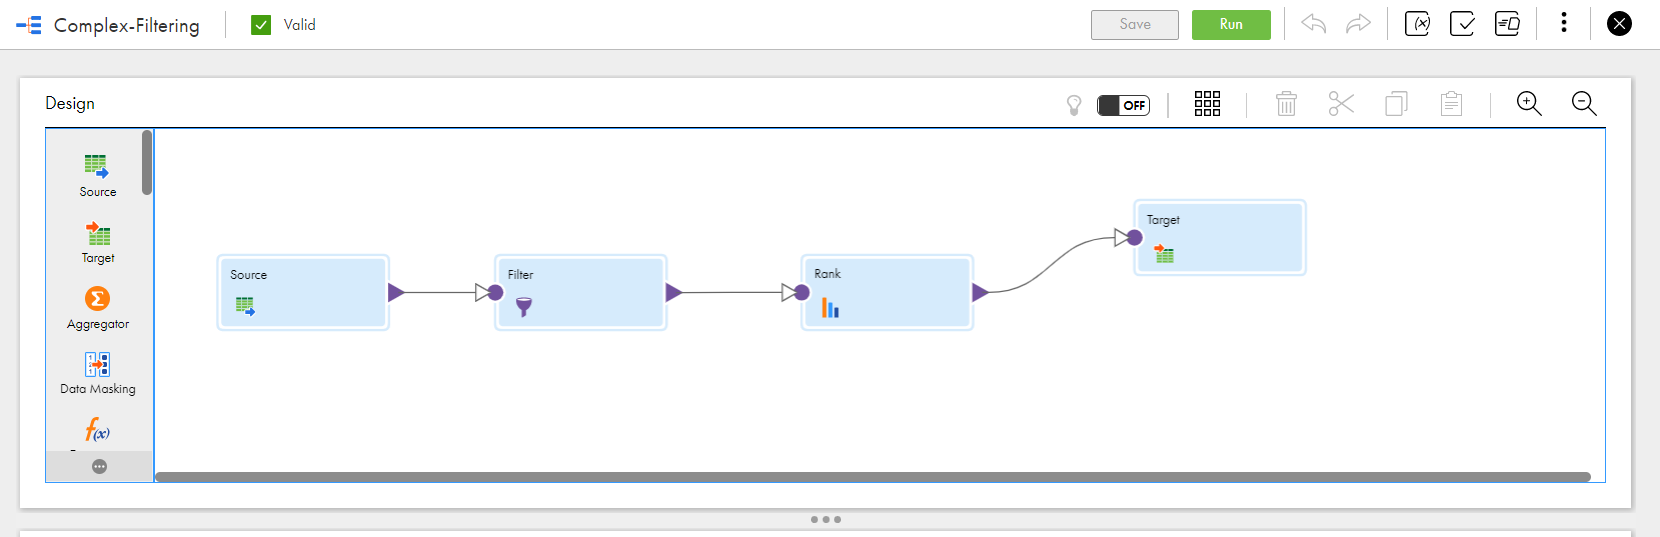 Complex-Filtering
Valid
Save
Run
Design
OFF
Source
Target
Aggregator
Data Masking
Source
Filter
Rank
Target